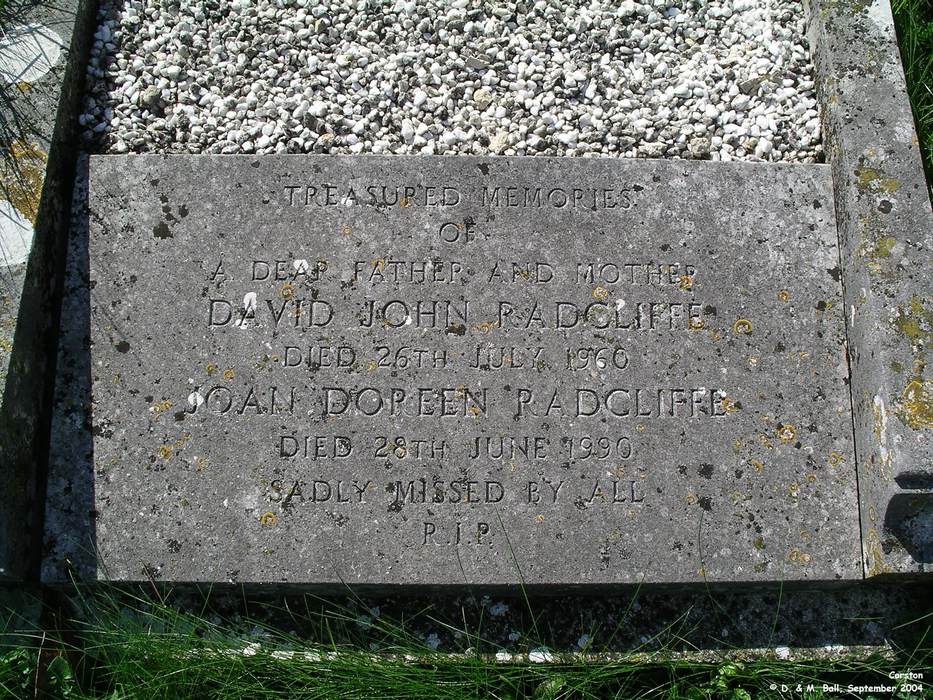 TREASURED MEMORIES
OF
A DEAR FATHER AND MOTHER
DAVID JOHN RADCLIFFE
DIED 26TH JULY 1960
JOAN DOREEN RADCLIFFE
DIED 28TH JUNE 1990
SADLY MISSED BY ALL
R.I.P.
Corston
© D. & M. Ball, September 2004